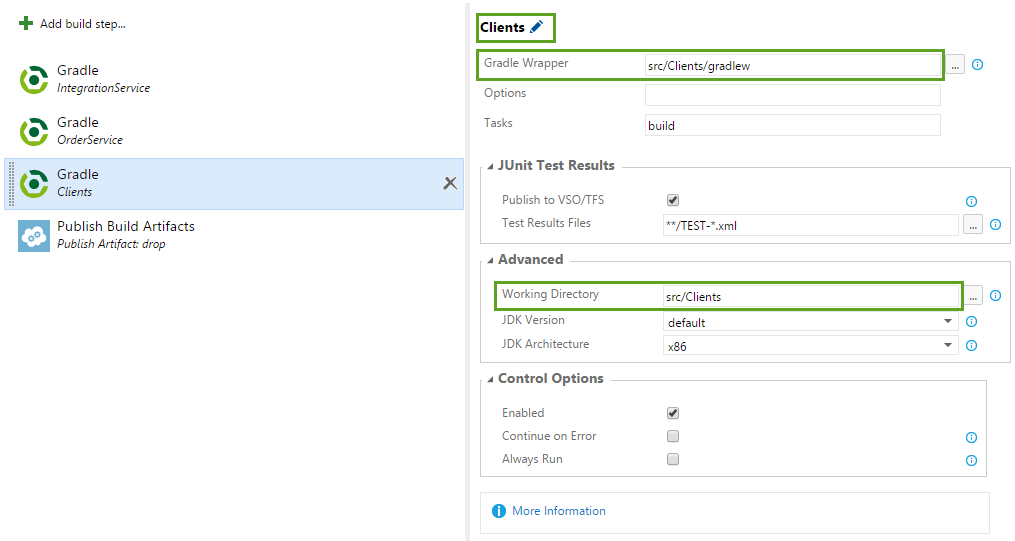 Add build step...
Gradle
IntegrationService
Gradle
OrderService
Gradle
Clients
Publish Build Artifacts
Publish Artifact: drop
Clients
Gradle Wrapper src/Clients/gradlew ...
Options
Tasks build
JUnit Test Results
Publish to VSO/TFS
Test Results Files **/TEST-*.xml ...
Advanced
Working Directory src/Clients ...
JDK Version default
JDK Architecture x86
Control Options
Enabled
Continue on Error
Always Run
More Information